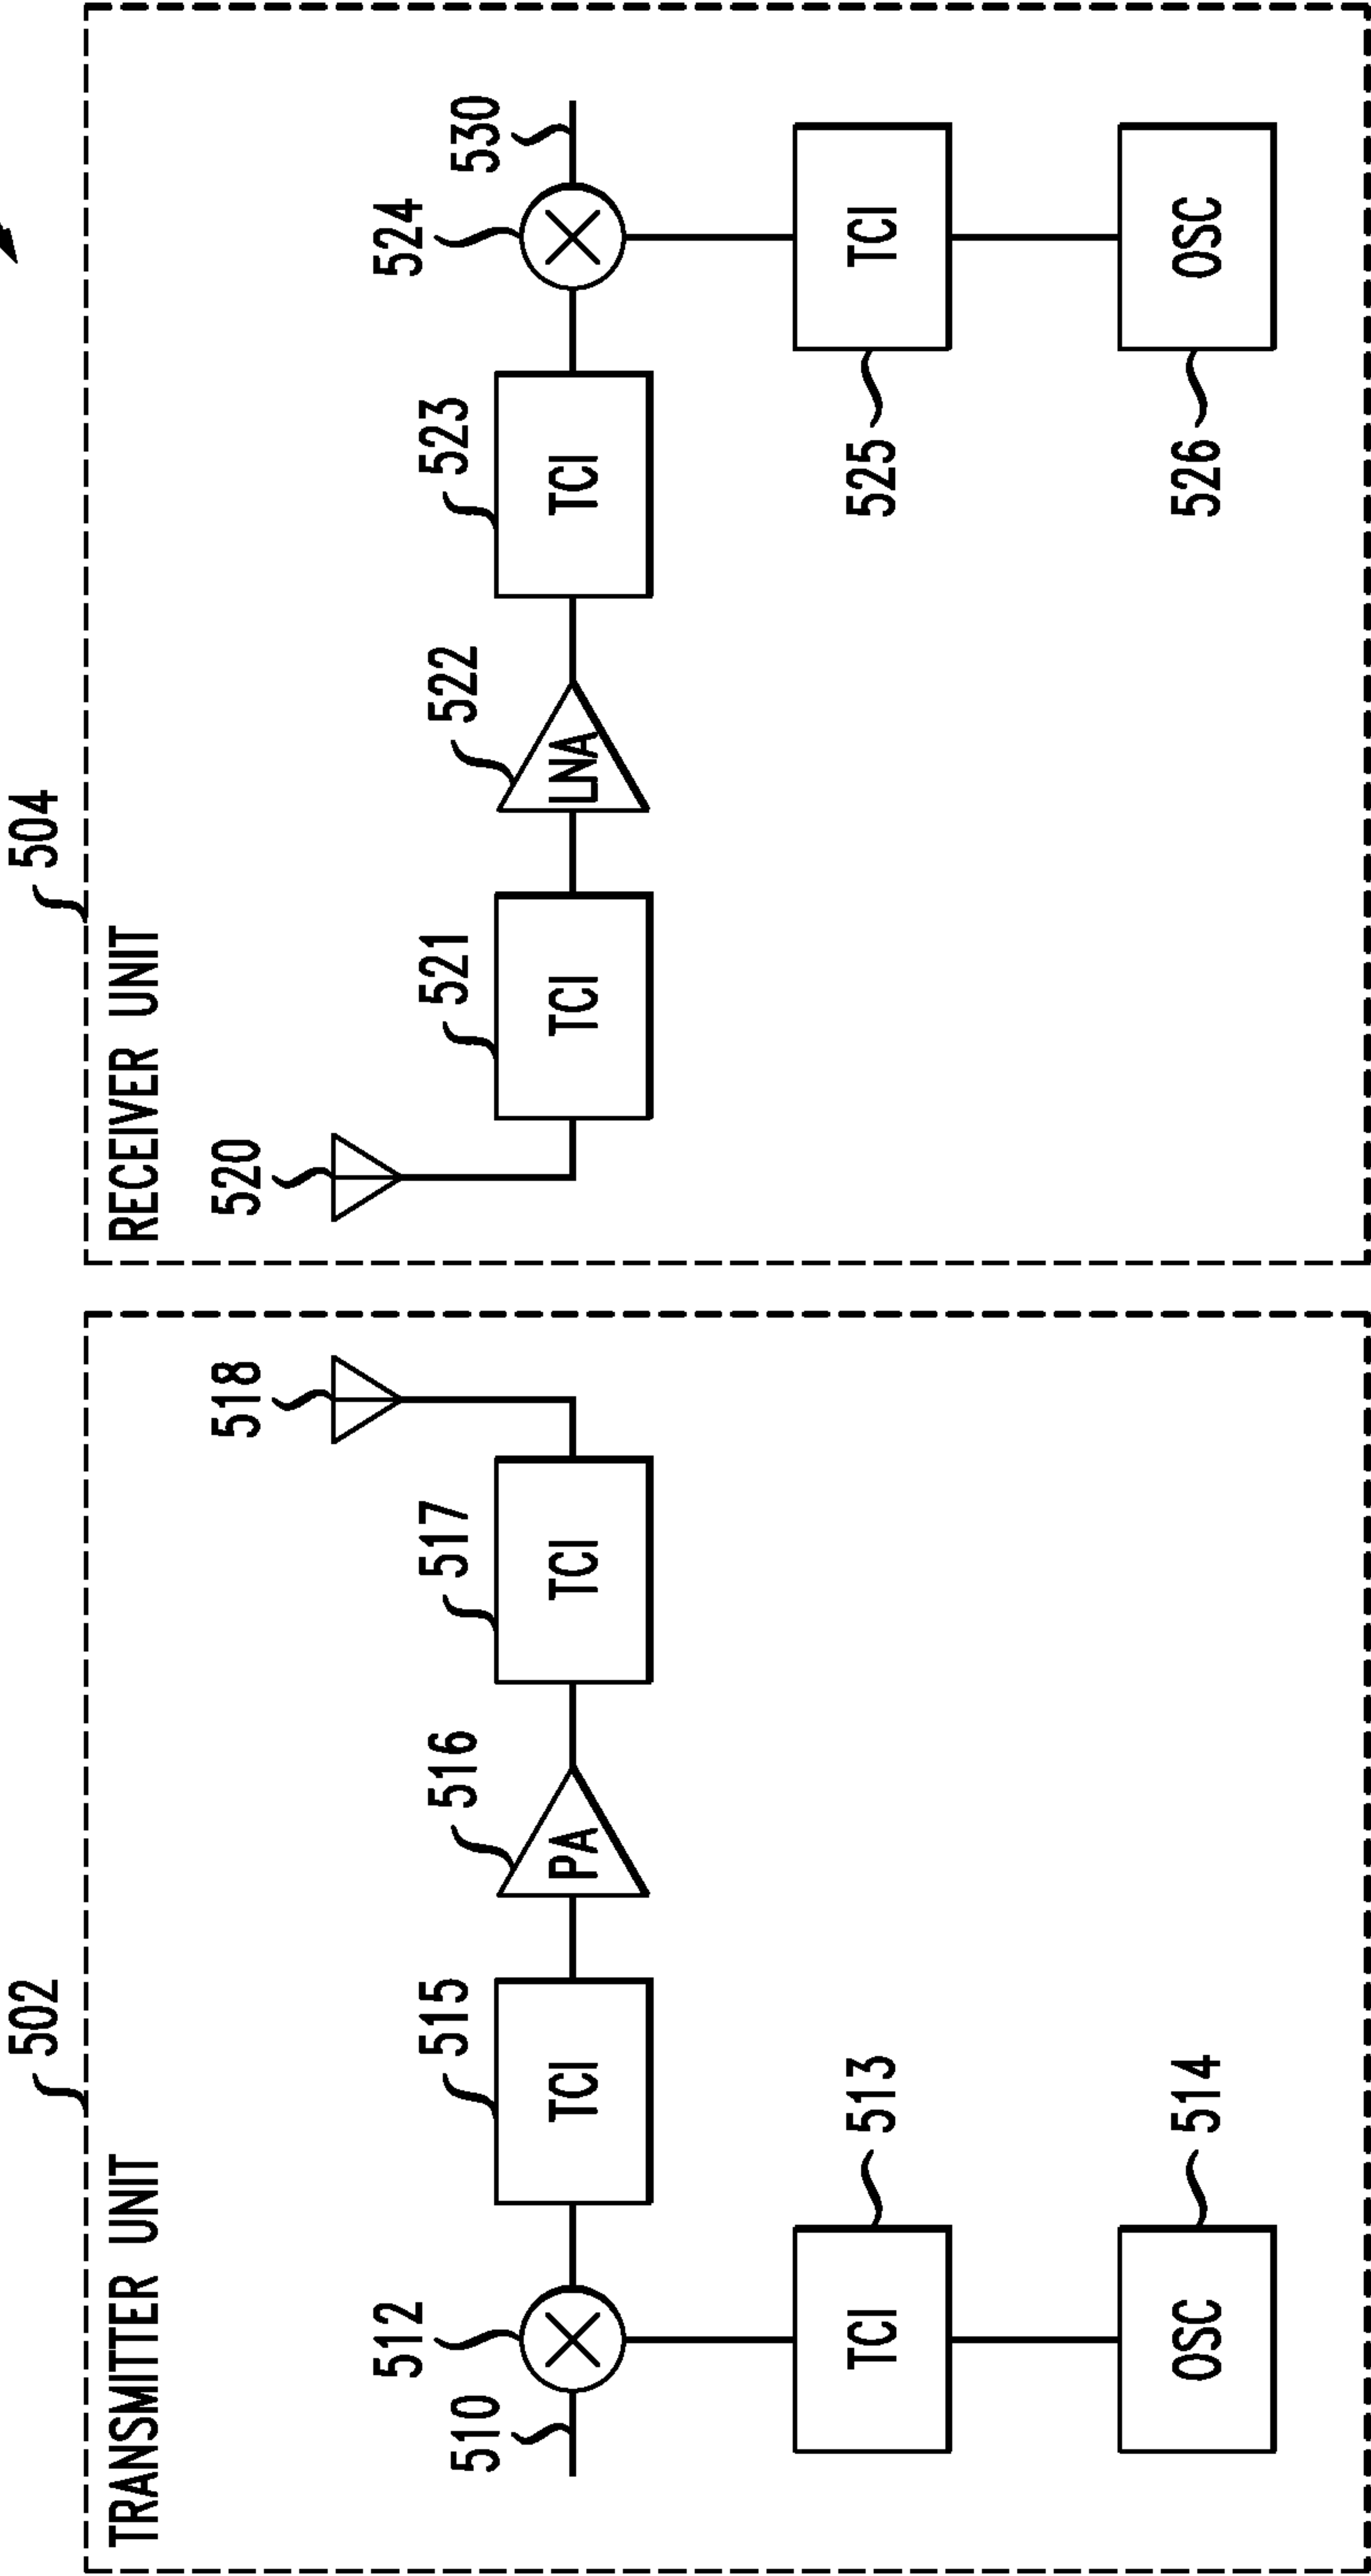 502
504
TRANSMITTER UNIT
RECEIVER UNIT
518
520
512
524
510
515
516
517
521
522
523
530
TCI
PA
TCI
TCI
LNA
TCI
TCI
513
525
TCI
OSC
514
526
OSC